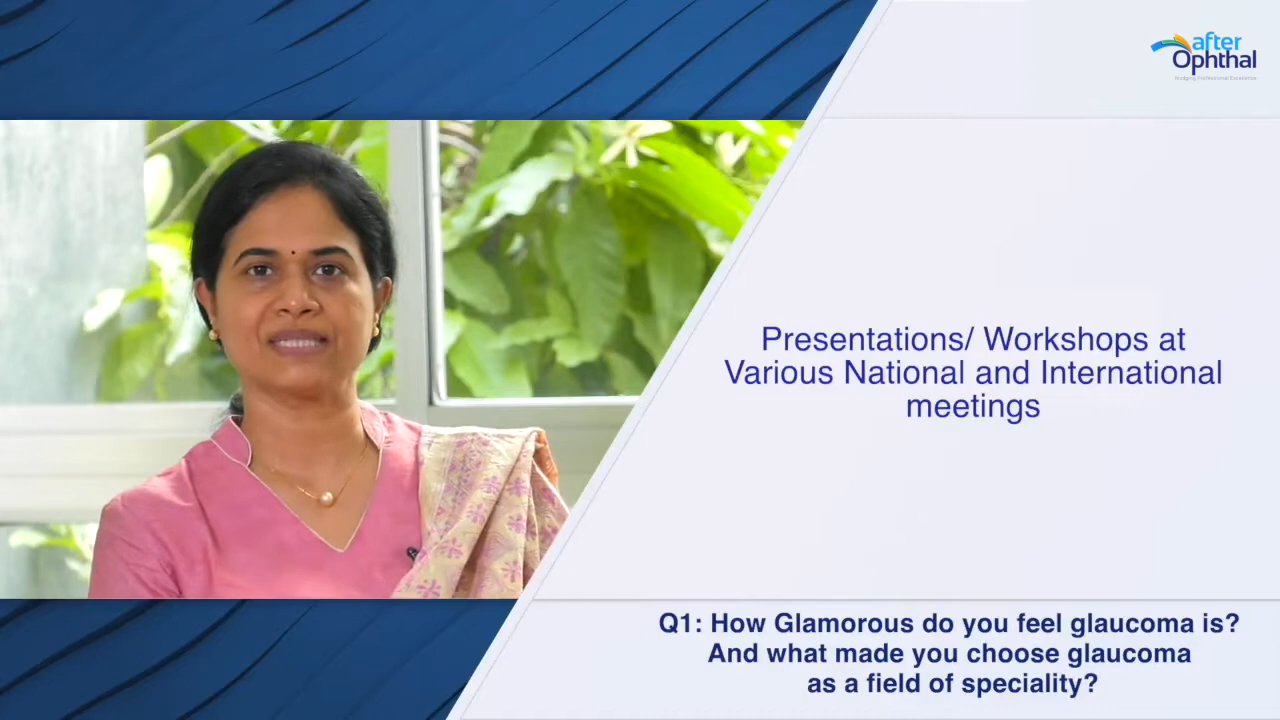 after
Ophthal
Presentations/ Workshops at
Various National and International
meetings
Q1: How Glamorous do you feel glaucoma is?
And what made you choose glaucoma
as a field of speciality?